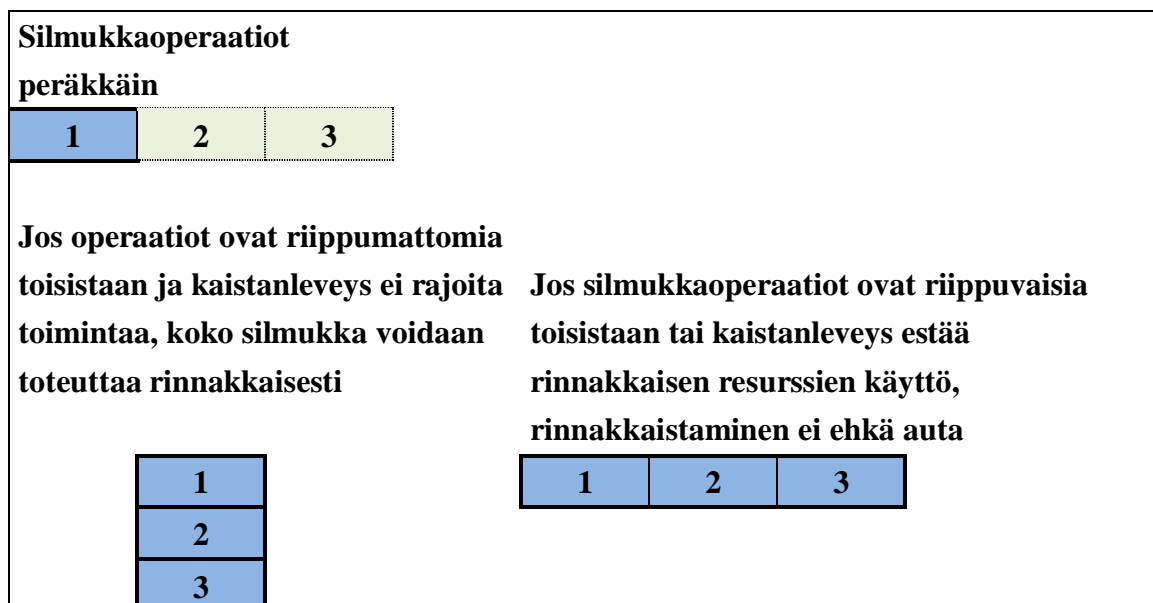 Silmukkaoperaatiot
peräkkäin
1 2 3
Jos operaatiot ovat riippumattomia
toisistaan ja kaistanleveys ei rajoita
toimintaa, koko silmukka voidaan
toteuttaa rinnakkaisesti
Jos silmukkaoperaatiot ovat riippuvaisia
toisistaan tai kaistanleveys estää
rinnakkaisen resurssien käyttö,
rinnakkaistaminen ei ehkä auta
1
2
3
1 2 3